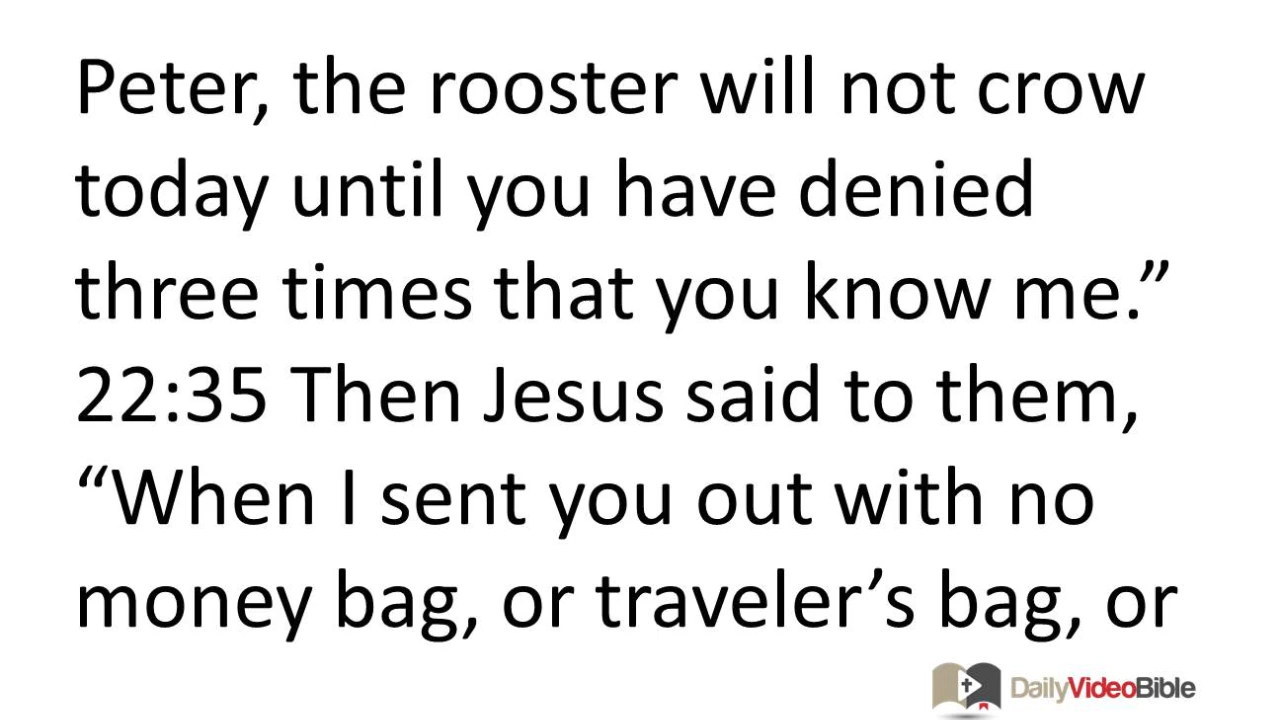 Peter, the rooster will not crow
today until you have denied
three times that you know me.”
22:35 Then Jesus said to them,
“When I sent you out with no
money bag, or traveler’s bag, or
DailyVideoBible